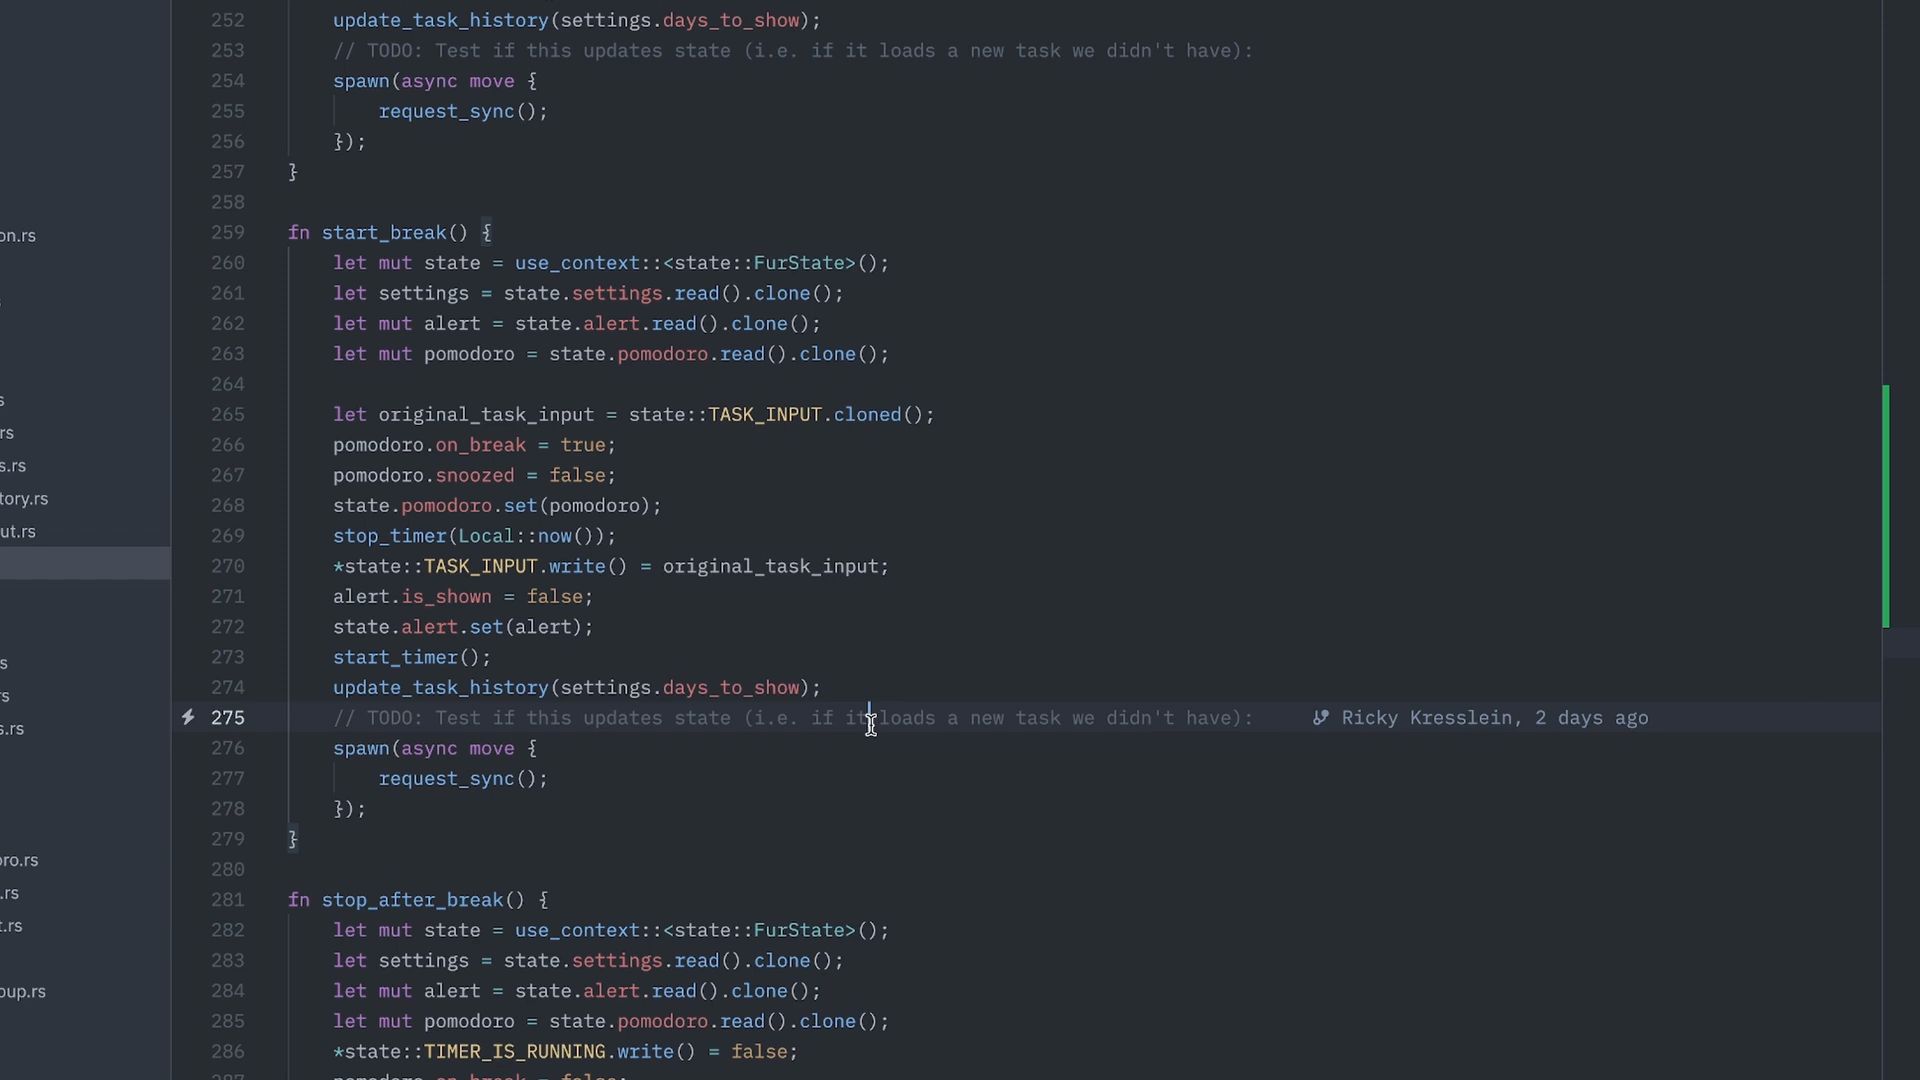 252 update_task_history(settings.days_to_show);
253 // TODO: Test if this updates state (i.e. if it loads a new task we didn't have):
254 spawn(async move {
255 request_sync();
256 });
257 }
258
on.rs
259 fn start_break() {
260 let mut state = use_context::<state::FurState>();
261 let settings = state.settings.read().clone();
s
262 let mut alert = state.alert.read().clone();
263 let mut pomodoro = state.pomodoro.read().clone();
264
s
265 let original_task_input = state::TASK_INPUT.cloned();
rs
266 pomodoro.on_break = true;
s.rs
267 pomodoro.snoozed = false;
tory.rs
268 state.pomodoro.set(pomodoro);
ut.rs
269 stop_timer(Local::now());
270 *state::TASK_INPUT.write() = original_task_input;
271 alert.is_shown = false;
272 state.alert.set(alert);
s
273 start_timer();
s
274 update_task_history(settings.days_to_show);
s.rs
275 // TODO: Test if this updates state (i.e. if it loads a new task we didn't have): Ricky Kresslein, 2 days ago
276 spawn(async move {
277 request_sync();
278 });
279 }
oro.rs
280
.rs
281 fn stop_after_break() {
t.rs
282 let mut state = use_context::<state::FurState>();
283 let settings = state.settings.read().clone();
oup.rs
284 let mut alert = state.alert.read().clone();
285 let mut pomodoro = state.pomodoro.read().clone();
286 *state::TIMER_IS_RUNNING.write() = false;
287 pomodoro.on_break = false;